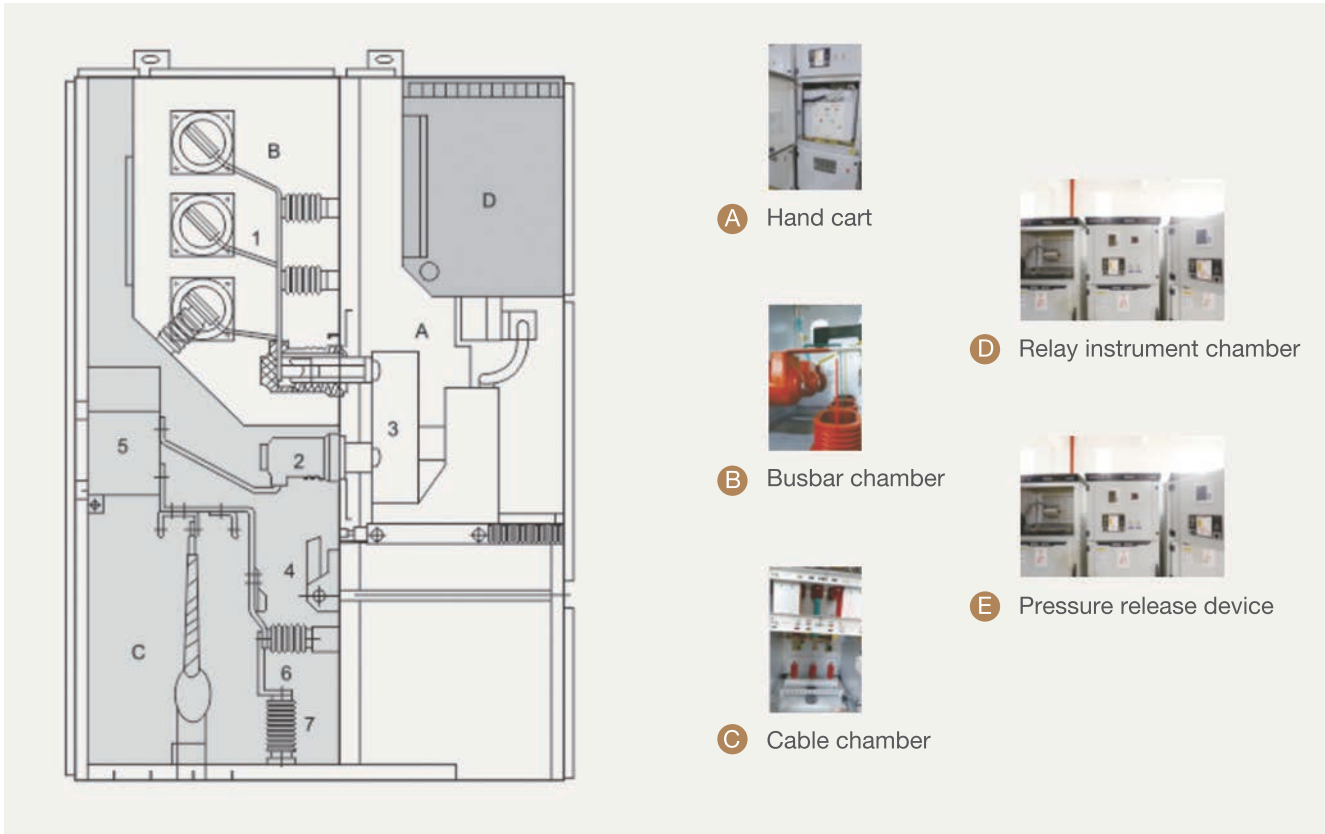 B
D
1
A
1
3
5
2
4
C
6
7
A Hand cart
B Busbar chamber
C Cable chamber
D Relay instrument chamber
E Pressure release device